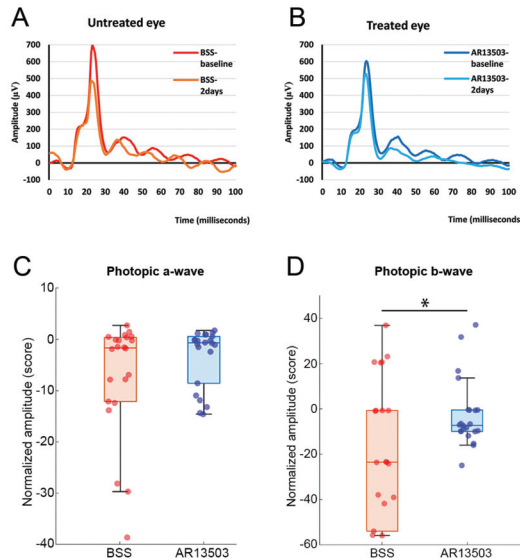 A
Untreated eye
700
600
500
400
300
200
100
0
-100
Amplitude (µV)
BSS-
baseline
BSS-
2days
0 10 20 30 40 50 60 70 80 90 100
Time (milliseconds)
B
Treated eye
700
600
500
400
300
200
100
0
-100
Amplitude (µV)
AR13503-
baseline
AR13503-
2days
0 10 20 30 40 50 60 70 80 90 100
Time (milliseconds)
C
Photopic a-wave
10
0
-10
-20
-30
-40
Normalized amplitude (score)
BSS AR13503
D
Photopic b-wave
*
40
20
0
-20
-40
-60
Normalized amplitude (score)
BSS AR13503